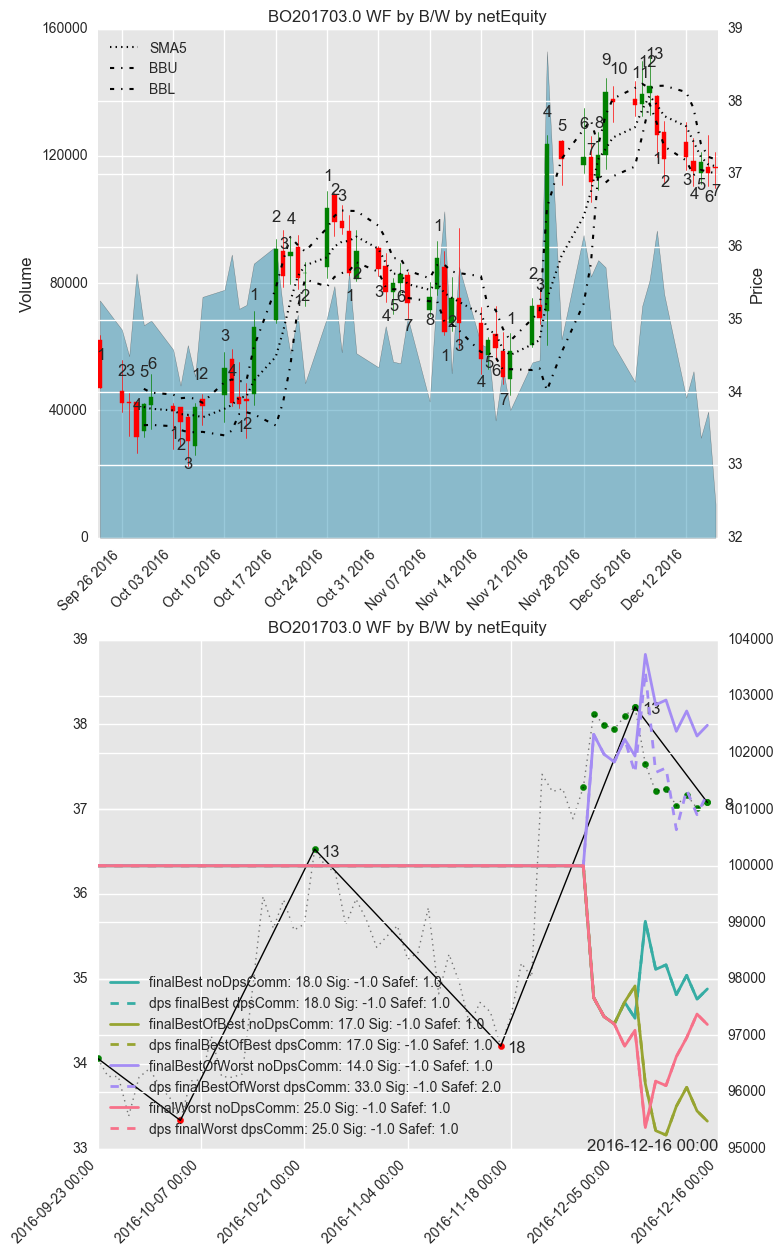 BO201703.0 WF by B/W by netEquity
160000
120000
80000
40000
0
Volume
39
38
37
36
35
34
33
32
Price
SMA5
BBU
BBL
Sep 26 2016
Oct 03 2016
Oct 10 2016
Oct 17 2016
Oct 24 2016
Oct 31 2016
Nov 07 2016
Nov 14 2016
Nov 21 2016
Nov 28 2016
Dec 05 2016
Dec 12 2016
BO201703.0 WF by B/W by netEquity
39
38
37
36
35
34
33
104000
103000
102000
101000
100000
99000
98000
97000
96000
95000
13
13
18
8
finalBest noDpsComm: 18.0 Sig: -1.0 Safef: 1.0
dps finalBest dpsComm: 18.0 Sig: -1.0 Safef: 1.0
finalBestOfBest noDpsComm: 17.0 Sig: -1.0 Safef: 1.0
dps finalBestOfBest dpsComm: 17.0 Sig: -1.0 Safef: 1.0
finalBestOfWorst noDpsComm: 14.0 Sig: -1.0 Safef: 1.0
dps finalBestOfWorst dpsComm: 33.0 Sig: -1.0 Safef: 2.0
finalWorst noDpsComm: 25.0 Sig: -1.0 Safef: 1.0
dps finalWorst dpsComm: 25.0 Sig: -1.0 Safef: 1.0
2016-12-16 00:00
2016-09-23 00:00
2016-10-07 00:00
2016-10-21 00:00
2016-11-04 00:00
2016-11-18 00:00
2016-12-05 00:00
2016-12-16 00:00